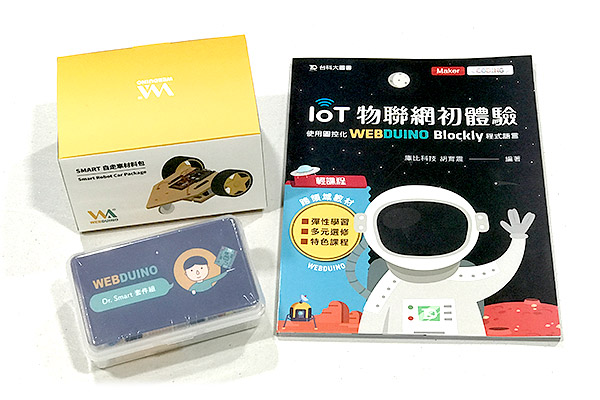 WEBDUINO
SMART 自走車材料包
Smart Robot Car Package
WEBDUINO
WEBDUINO
Dr. Smart 套件組
台科大圖書
Maker
CODING
IoT 物聯網初體驗
使用圖控化 WEBDUINO Blockly 程式語言
庫比科技 胡育震 編著
輕課程
跨領域教材
彈性學習
多元選修
特色課程
WEBDUINO